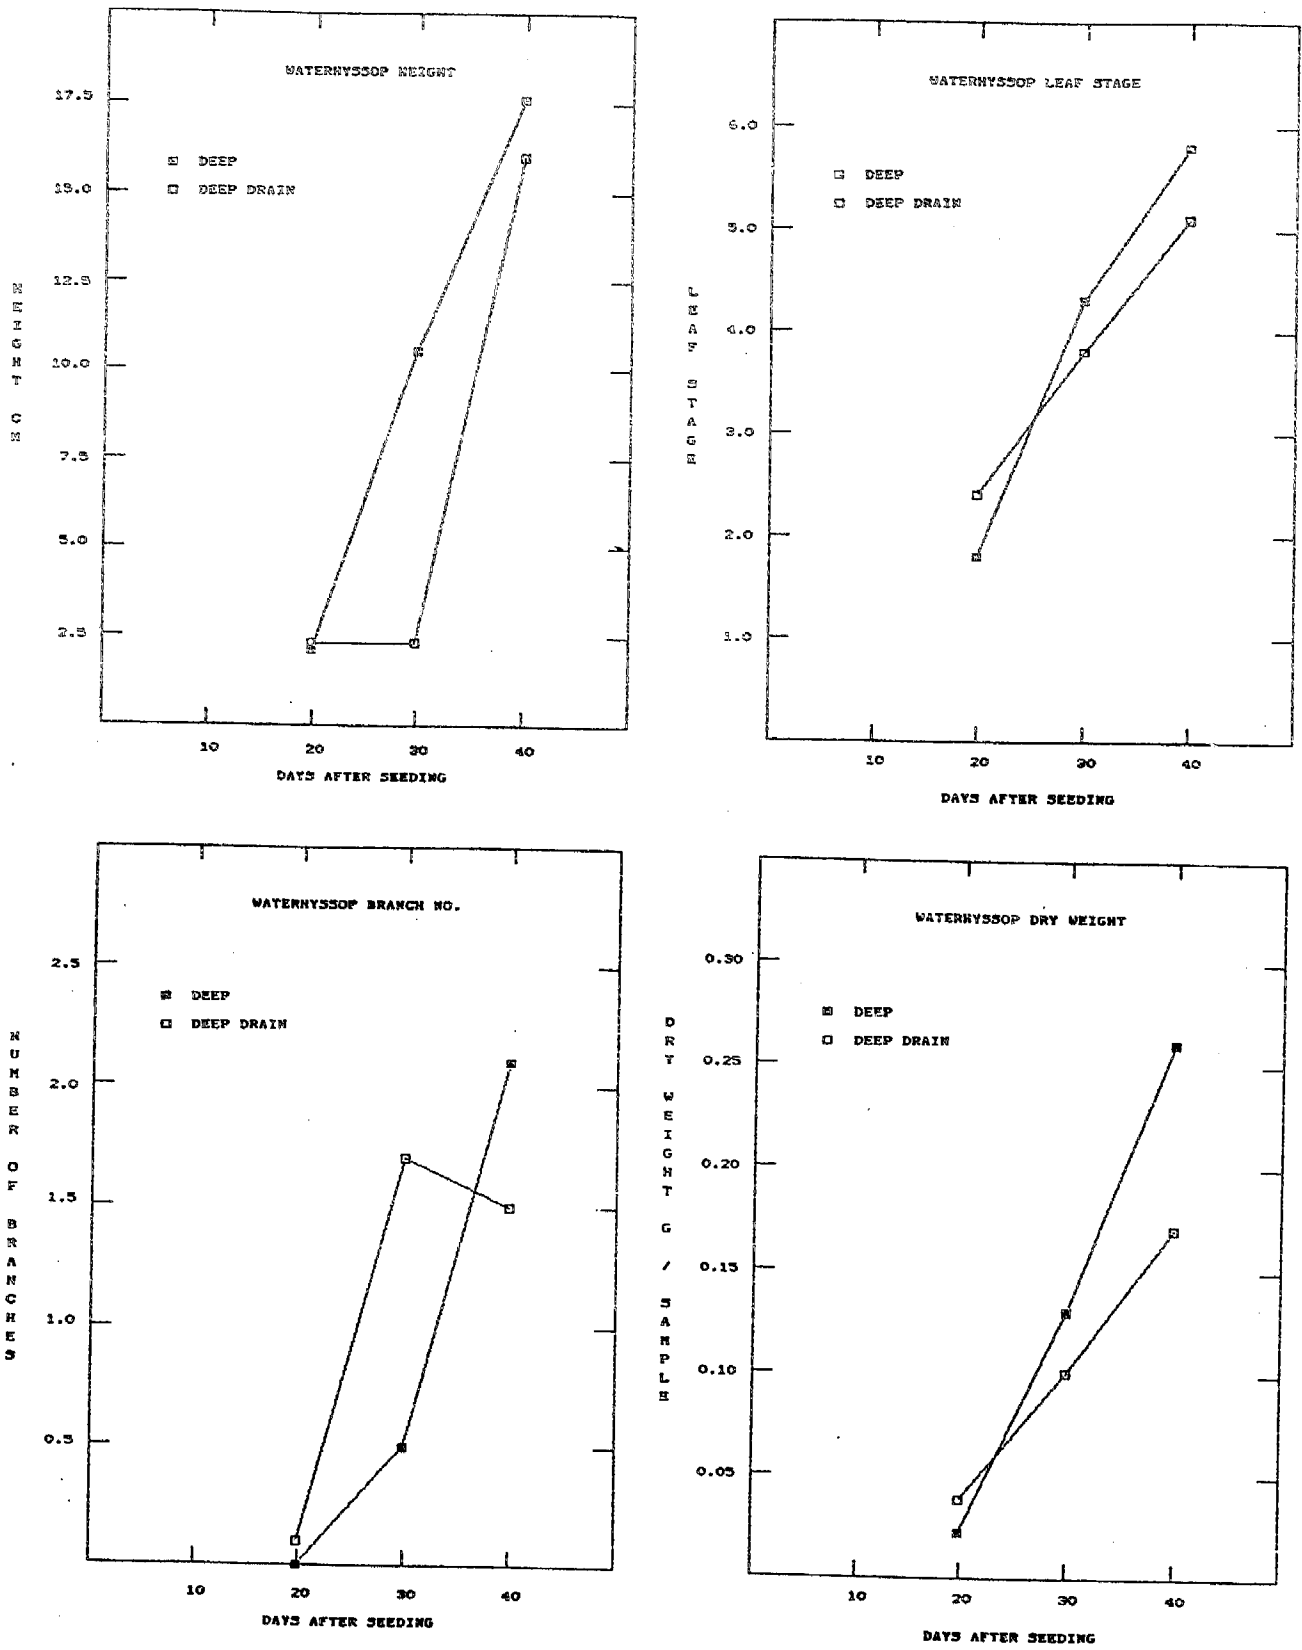 WATERHYSSOP HEIGHT
17.5
15.0
12.5
10.0
7.5
5.0
2.5
DEEP
DEEP DRAIN
HEIGHT CM
10 20 30 40
DAYS AFTER SEEDING
WATERHYSSOP LEAF STAGE
6.0
5.0
4.0
3.0
2.0
1.0
DEEP
DEEP DRAIN
LEAF STAGE
10 20 30 40
DAYS AFTER SEEDING
WATERHYSSOP BRANCH NO.
2.5
2.0
1.5
1.0
0.5
DEEP
DEEP DRAIN
NUMBER OF BRANCHES
10 20 30 40
DAYS AFTER SEEDING
WATERHYSSOP DRY WEIGHT
0.30
0.25
0.20
0.15
0.10
0.05
DEEP
DEEP DRAIN
DRY WEIGHT G / SAMPLE
10 20 30 40
DAYS AFTER SEEDING